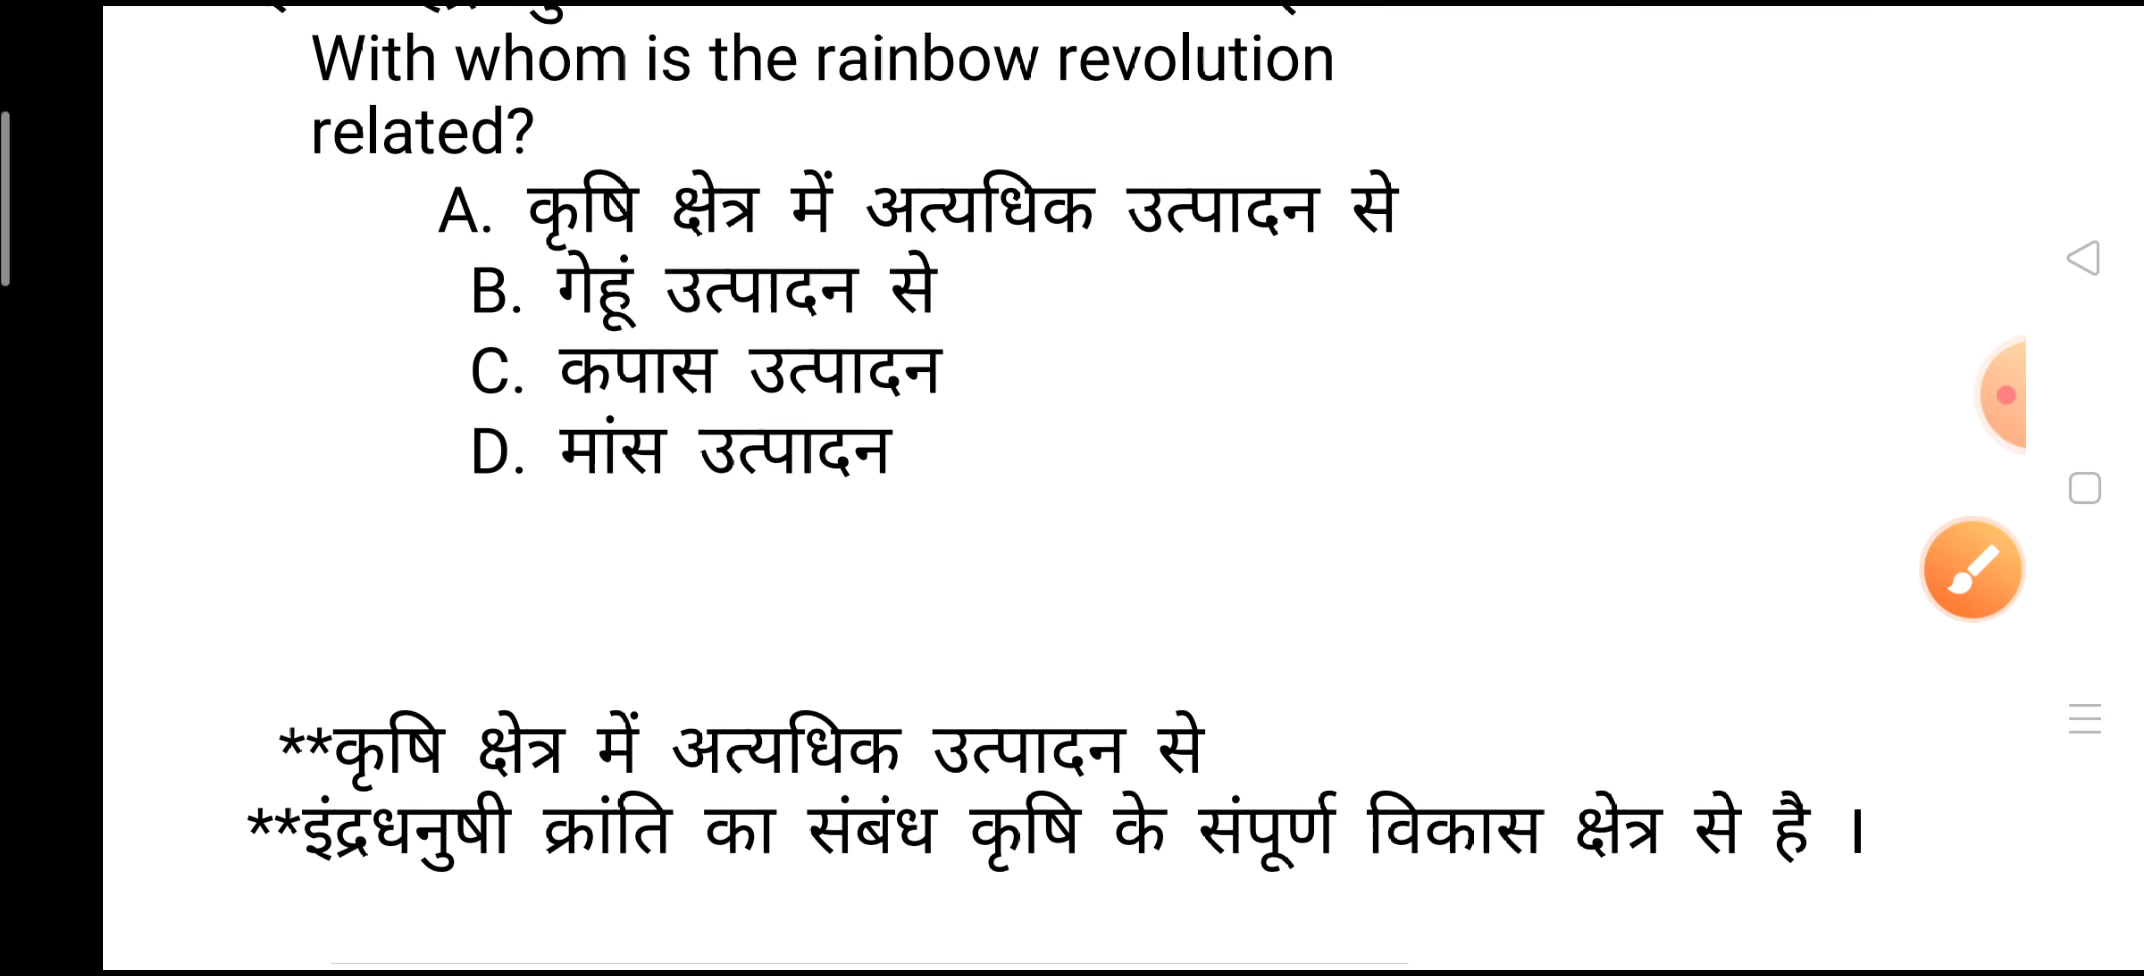 With whom is the rainbow revolution
related?
A. कृषि क्षेत्र में अत्यधिक उत्पादन से
B. गेहूं उत्पादन से
C. कपास उत्पादन
D. मांस उत्पादन
**कृषि क्षेत्र में अत्यधिक उत्पादन से
**इंद्रधनुषी क्रांति का संबंध कृषि के संपूर्ण विकास क्षेत्र से है ।